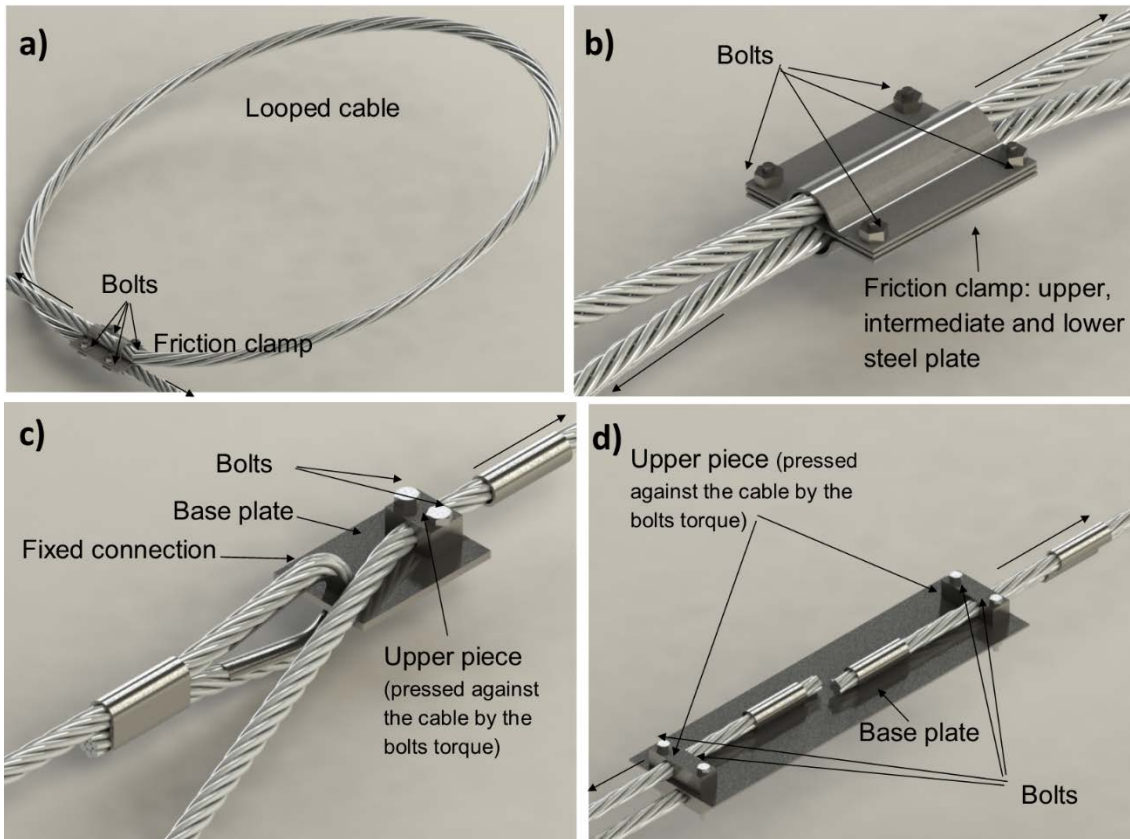 a)
Looped cable
Bolts
Friction clamp
b)
Bolts
Friction clamp: upper,
intermediate and lower
steel plate
c)
Bolts
Base plate
Fixed connection
Upper piece
(pressed against
the cable by the
bolts torque)
d)
Upper piece (pressed
against the cable by the
bolts torque)
Base plate
Bolts